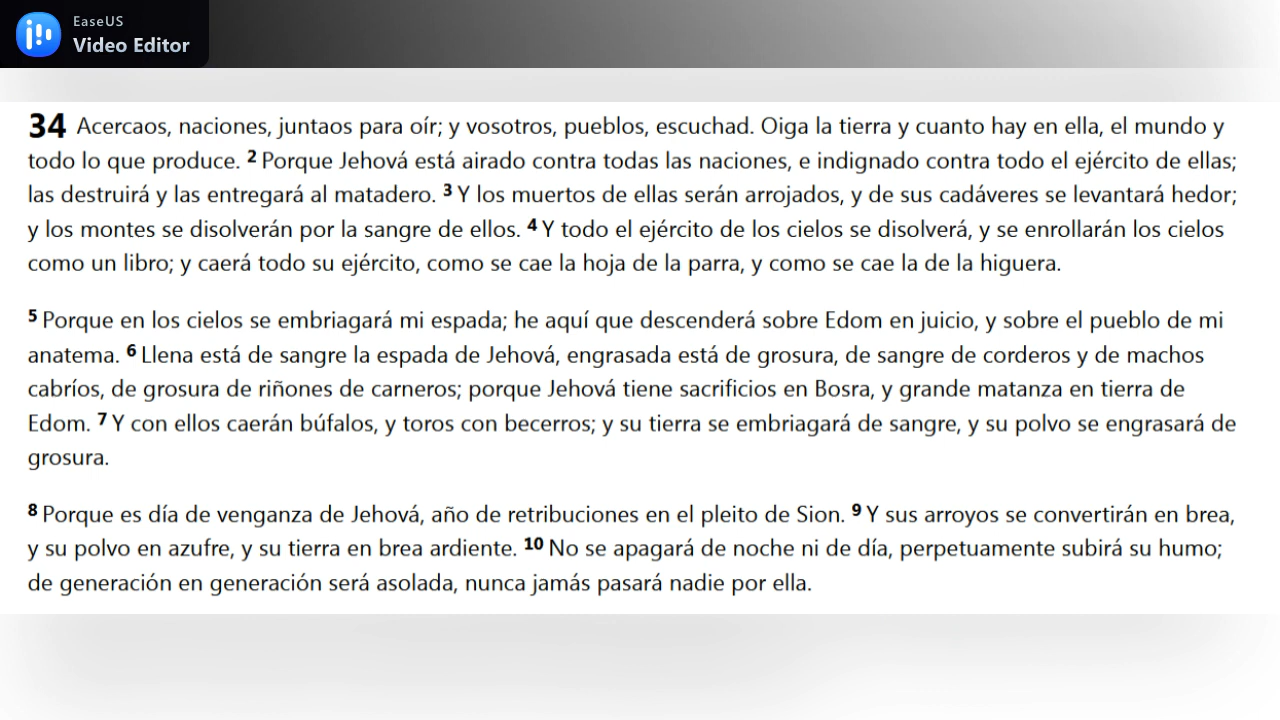 EaseUS
Video Editor
34 Acercaos, naciones, juntaos para oír; y vosotros, pueblos, escuchad. Oiga la tierra y cuanto hay en ella, el mundo y
todo lo que produce. 2 Porque Jehová está airado contra todas las naciones, e indignado contra todo el ejército de ellas;
las destruirá y las entregará al matadero. 3 Y los muertos de ellas serán arrojados, y de sus cadáveres se levantará hedor;
y los montes se disolverán por la sangre de ellos. 4 Y todo el ejército de los cielos se disolverá, y se enrollarán los cielos
como un libro; y caerá todo su ejército, como se cae la hoja de la parra, y como se cae la de la higuera.
5 Porque en los cielos se embriagará mi espada; he aquí que descenderá sobre Edom en juicio, y sobre el pueblo de mi
anatema. 6 Llena está de sangre la espada de Jehová, engrasada está de grosura, de sangre de corderos y de machos
cabríos, de grosura de riñones de carneros; porque Jehová tiene sacrificios en Bosra, y grande matanza en tierra de
Edom. 7 Y con ellos caerán búfalos, y toros con becerros; y su tierra se embriagará de sangre, y su polvo se engrasará de
grosura.
8 Porque es día de venganza de Jehová, año de retribuciones en el pleito de Sion. 9 Y sus arroyos se convertirán en brea,
y su polvo en azufre, y su tierra en brea ardiente. 10 No se apagará de noche ni de día, perpetuamente subirá su humo;
de generación en generación será asolada, nunca jamás pasará nadie por ella.